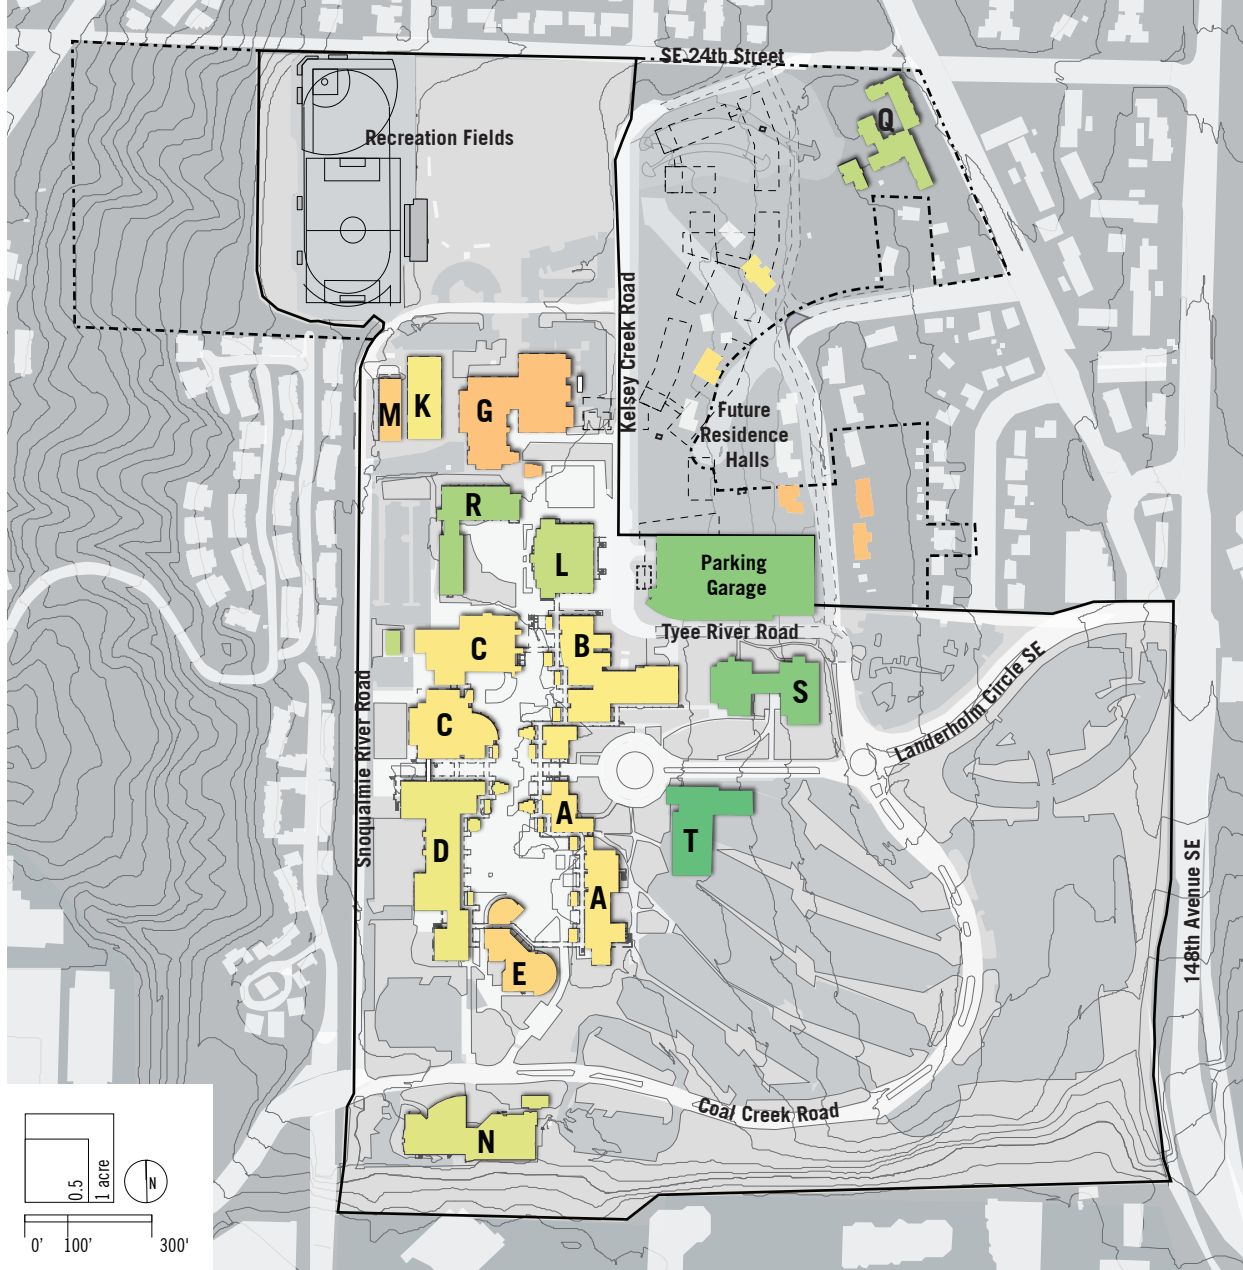 SE 24th Street
Q
Recreation Fields
Kelsey Creek Road
M
K
G
Future
Residence
Halls
R
L
Parking
Garage
Tyee River Road
C
B
S
Landerholm Circle SE
C
Snoqualmie River Road
A
T
D
A
148th Avenue SE
E
Coal Creek Road
N
0.5
1 acre
N
0'
100'
300'